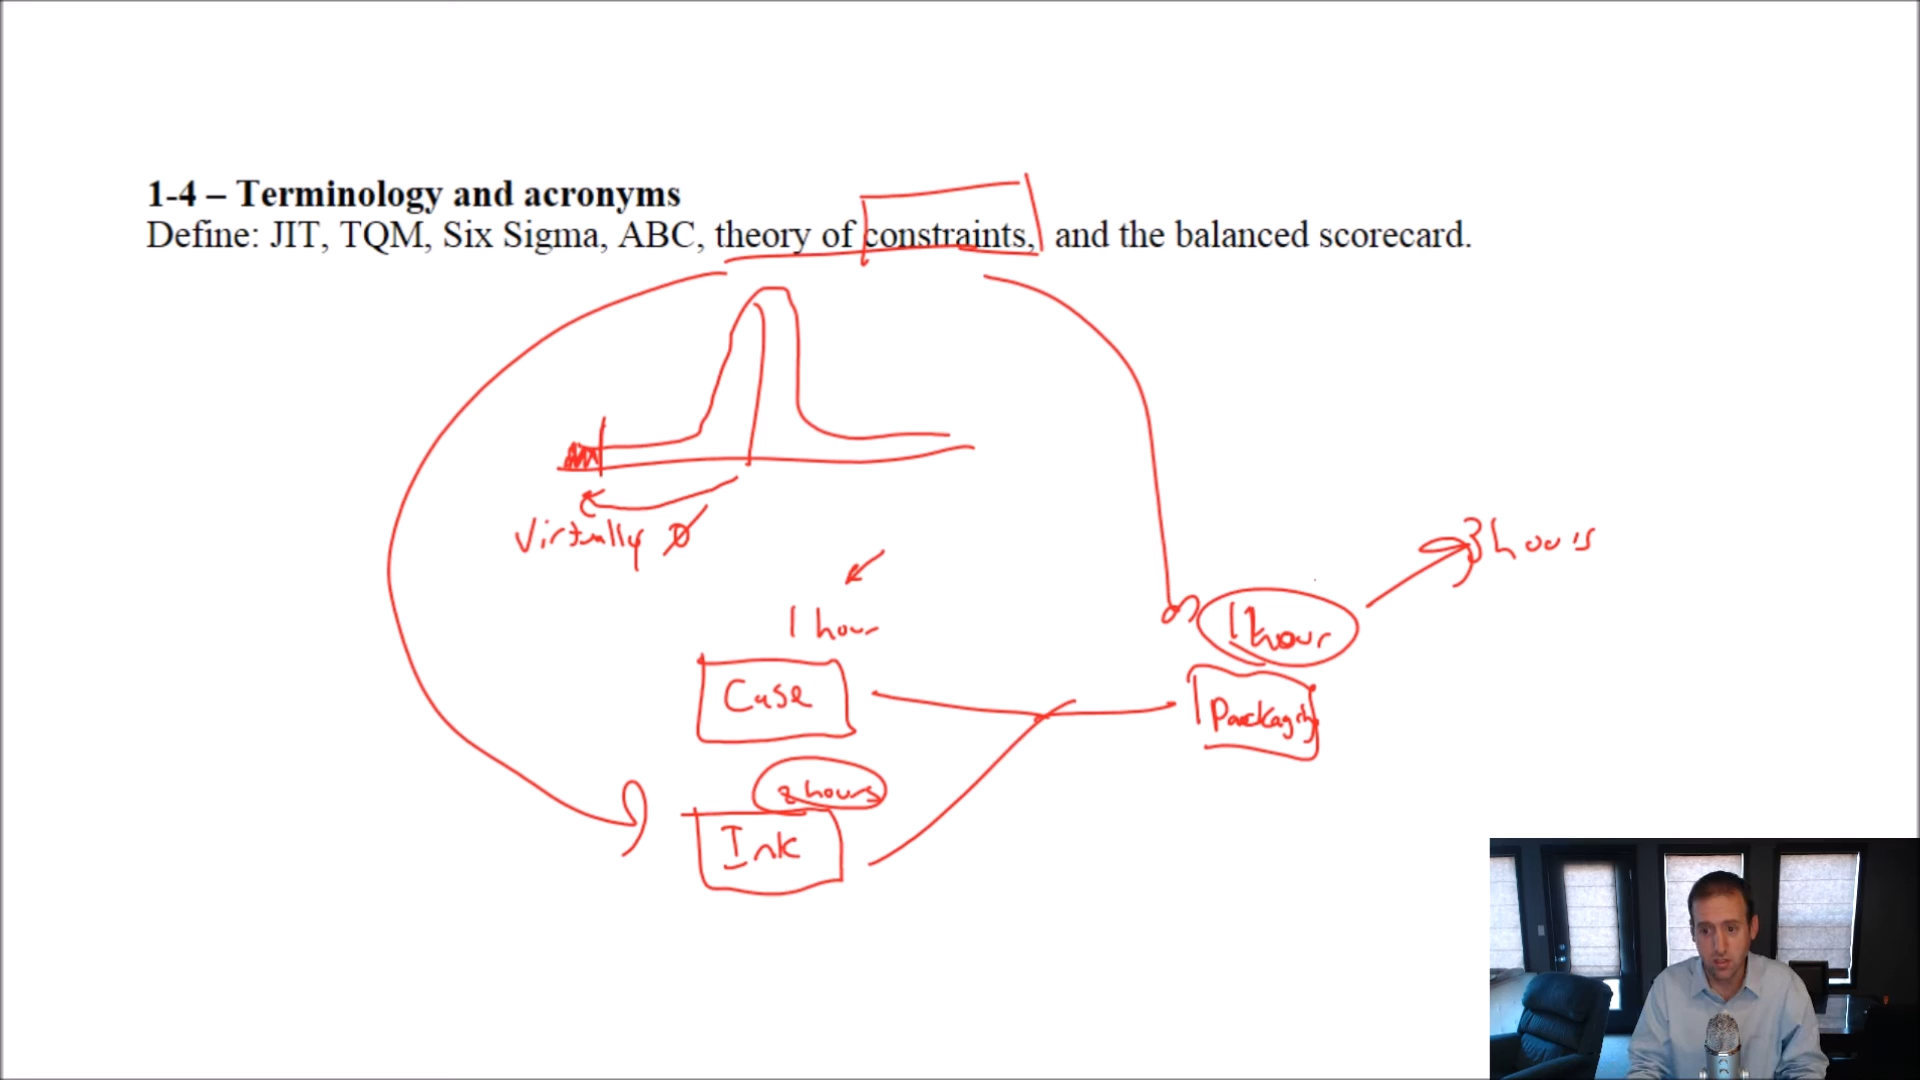 1-4 – Terminology and acronyms
Define: JIT, TQM, Six Sigma, ABC, theory of constraints, and the balanced scorecard.
Virtually 0
3 hours
1 hour
1 hour
Case
Packaging
hours
Ink